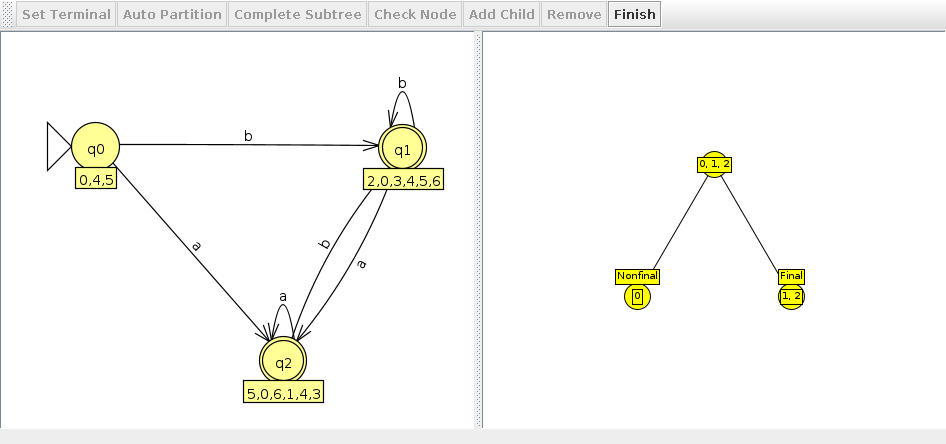 Set Terminal Auto Partition Complete Subtree Check Node Add Child Remove Finish
b
q0
b
q1
0,4,5
2,0,3,4,5,6
a
b
a
a
q2
5,0,6,1,4,3
0, 1, 2
Nonfinal
Final
0
1, 2